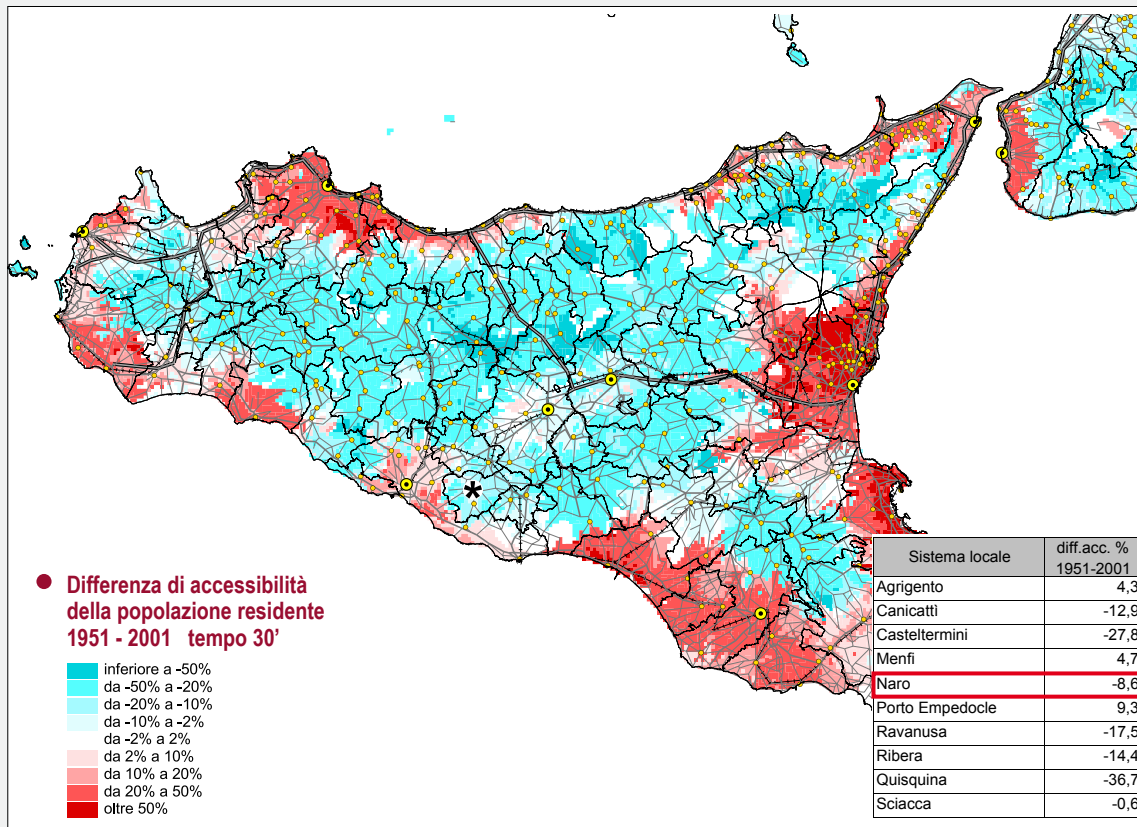 Differenza di accessibilità
della popolazione residente
1951 - 2001 tempo 30'
inferiore a -50%
da -50% a -20%
da -20% a -10%
da -10% a -2%
da -2% a 2%
da 2% a 10%
da 10% a 20%
da 20% a 50%
oltre 50%
Sistema locale diff.acc. %
1951-2001
Agrigento 4,3
Canicattì -12,9
Casteltermini -27,8
Menfi 4,7
Naro -8,6
Porto Empedocle 9,3
Ravanusa -17,5
Ribera -14,4
Quisquina -36,7
Sciacca -0,6